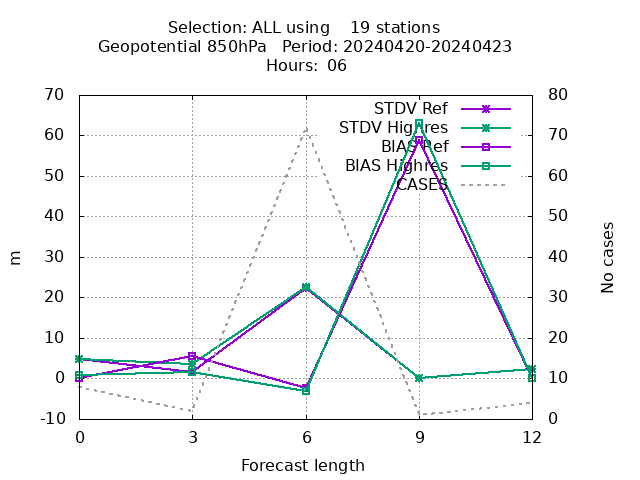 Selection: ALL using    19 stations
Geopotential 850hPa   Period: 20240420-20240423
Hours:  06
70
60
50
40
30
20
10
0
-10
80
70
60
50
40
30
20
10
0
STDV Ref
STDV Highres
BIAS Ref
BIAS Highres
CASES
m
No cases
0
3
6
9
12
Forecast length